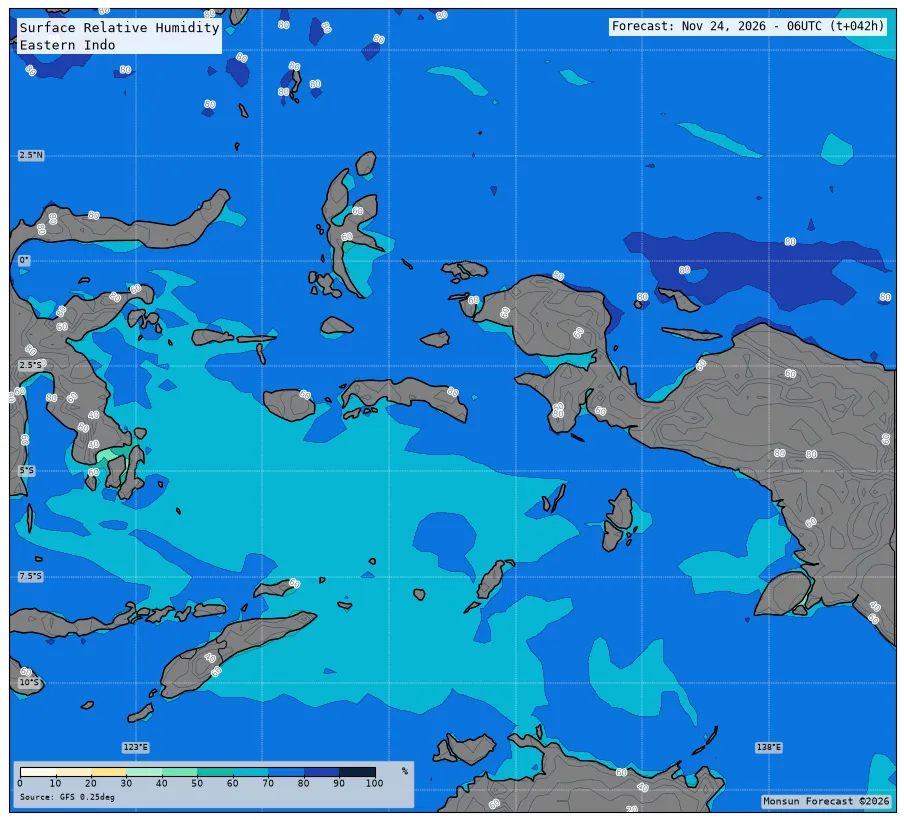 Surface Relative Humidity
Eastern Indo
Forecast: Nov 24, 2026 - 06UTC (t+042h)
2.5°N
0°
2.5°S
5°S
7.5°S
10°S
123°E
138°E
%
0 10 20 30 40 50 60 70 80 90 100
Source: GFS 0.25deg
Monsun Forecast ©2026